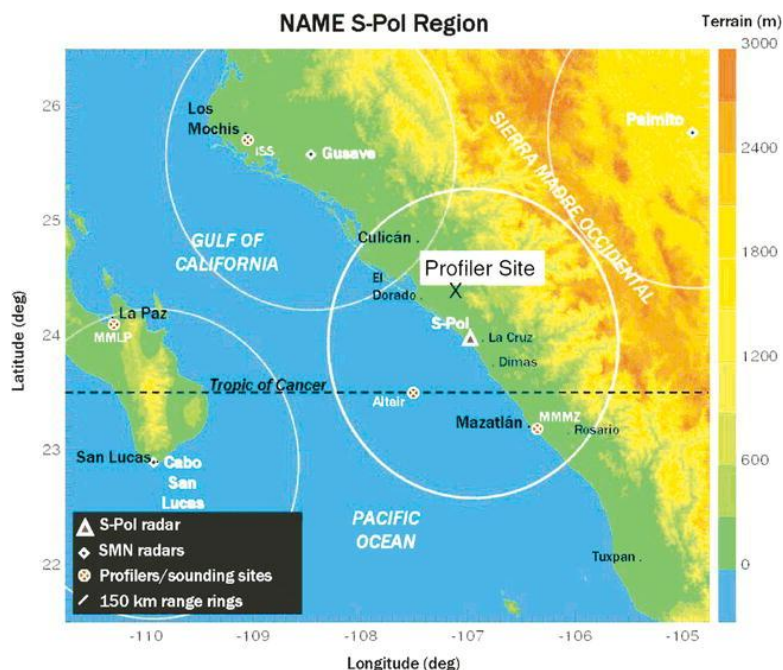 NAME S-Pol Region
Terrain (m)
3000
2400
1800
1200
600
0
26
25
24
23
22
Latitude (deg)
Los
Mochis
ISS
Gusave
Palmito
SIERRA MADRE OCCIDENTAL
GULF OF
CALIFORNIA
Culicán
Profiler Site
X
El
Dorado
S-Pol
La Cruz
Dimas
La Paz
MMLP
Tropic of Cancer
Altair
Mazatlán
MMMZ
Rosario
San Lucas
Cabo
San
Lucas
PACIFIC
OCEAN
Tuxpan
S-Pol radar
SMN radars
Profilers/sounding sites
150 km range rings
-110
-109
-108
-107
-106
-105
Longitude (deg)